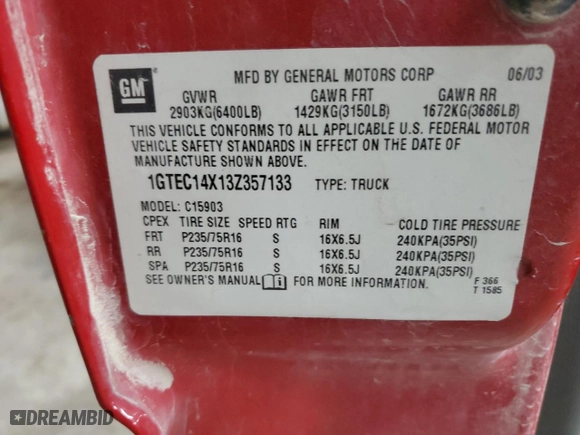 GM
MFD BY GENERAL MOTORS CORP 06/03
GVWR GAWR FRT GAWR RR
2903KG(6400LB) 1429KG(3150LB) 1672KG(3686LB)
THIS VEHICLE CONFORMS TO ALL APPLICABLE U.S. FEDERAL MOTOR
VEHICLE SAFETY STANDARDS IN EFFECT ON THE DATE OF
MANUFACTURE SHOWN ABOVE.
1GTEC14X13Z357133 TYPE: TRUCK
MODEL: C15903
CPEX TIRE SIZE SPEED RTG RIM COLD TIRE PRESSURE
FRT P235/75R16 S 16X6.5J 240KPA(35PSI)
RR P235/75R16 S 16X6.5J 240KPA(35PSI)
SPA P235/75R16 S 16X6.5J 240KPA(35PSI)
SEE OWNER'S MANUAL i FOR MORE INFORMATION.
F 366
T 1585
DREAMBID